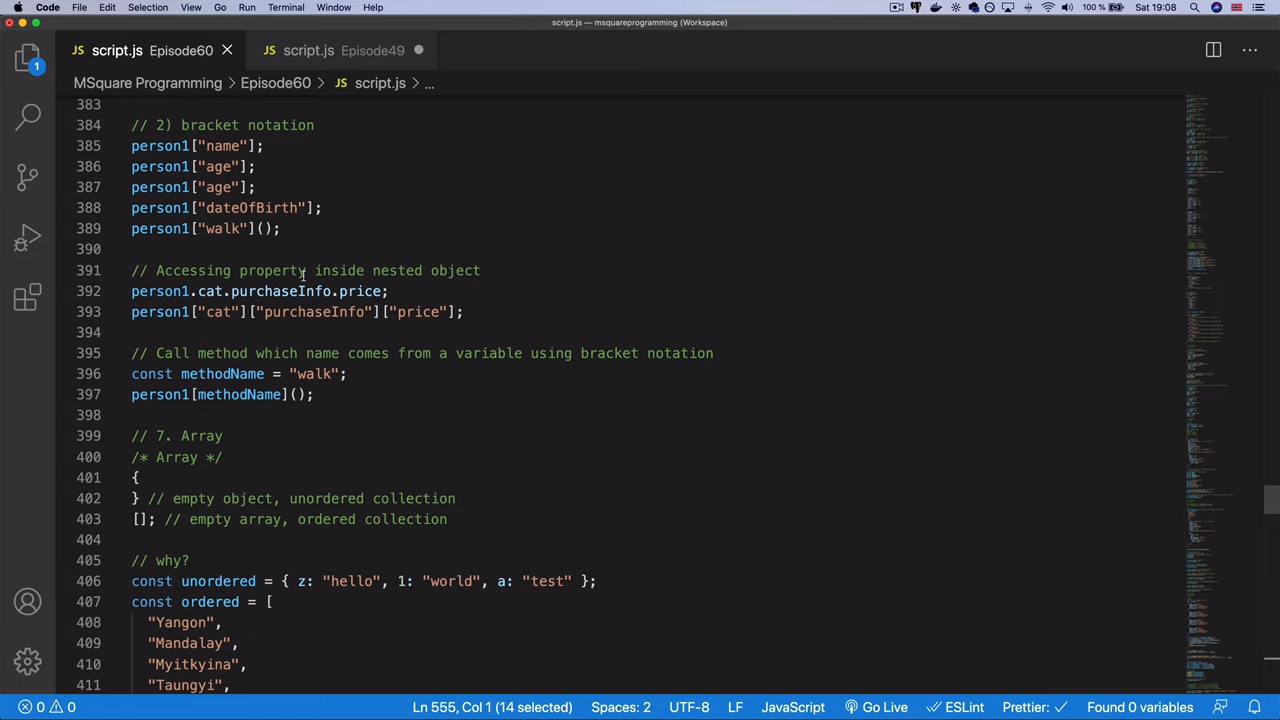 Code File Edit Selection View Go Run Terminal Window Help 100 % Sat 19:08
script.js — msquareprogramming (Workspace)
JS script.js Episode60 JS script.js Episode49
1
MSquare Programming > Episode60 > JS script.js > ...
383
384 // 2) bracket notation
385 person1["name"];
386 person1["age"];
387 person1["age"];
388 person1["dateOfBirth"];
389 person1["walk"]();
390
391 // Accessing property inside nested object
392 person1.cat.purchaseInfo.price;
393 person1["cat"]["purchaseInfo"]["price"];
394
395 // Call method which name comes from a variable using bracket notation
396 const methodName = "walk";
397 person1[methodName]();
398
399 // 7. Array
400 /* Array */
401 {
402 } // empty object, unordered collection
403 []; // empty array, ordered collection
404
405 // why?
406 const unordered = { z: "hello", 1: "world", r: "test" };
407 const ordered = [
408 "Yangon",
409 "Mandalay",
410 "Myitkyina",
411 "Taungyi",
0 0 Ln 555, Col 1 (14 selected) Spaces: 2 UTF-8 LF JavaScript Go Live ESLint Prettier: ✓ Found 0 variables